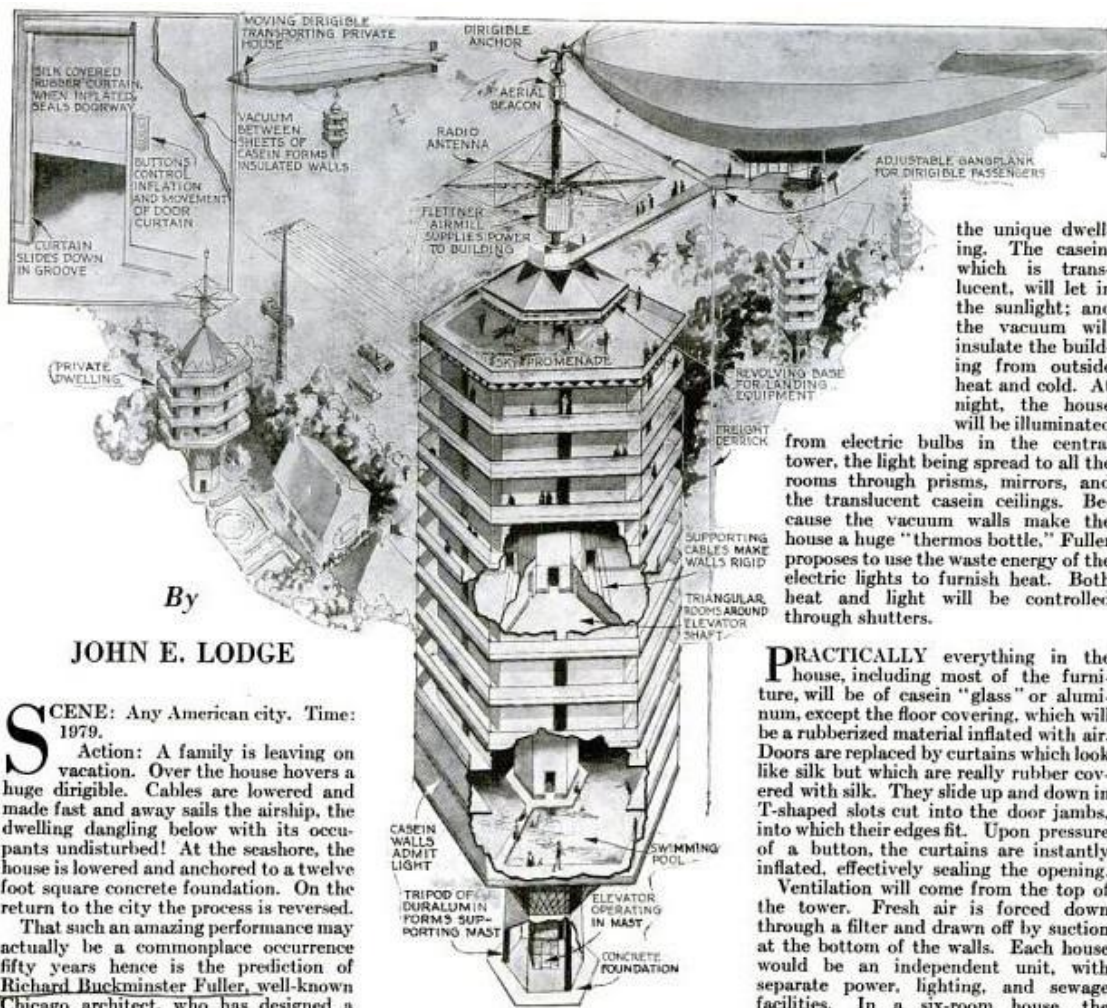 MOVING DIRIGIBLE
TRANSPORTING PRIVATE
HOUSE
DIRIGIBLE
ANCHOR
SILK COVERED
RUBBER CURTAIN,
WHEN INFLATED,
SEALS DOORWAY
AERIAL
BEACON
VACUUM
BETWEEN
SHEETS OF
CASEIN FORMS
INSULATED WALLS
RADIO
ANTENNA
BUTTONS
CONTROL
INFLATION
AND MOVEMENT
OF DOOR
CURTAIN
ADJUSTABLE GANGPLANK
FOR DIRIGIBLE PASSENGERS
FLETTNER
AIRMILL
SUPPLIES POWER
TO BUILDING
CURTAIN
SLIDES DOWN
IN GROOVE
PRIVATE
DWELLING
SKY PROMENADE
REVOLVING BASE
FOR LANDING
EQUIPMENT
FREIGHT
DERRICK
SUPPORTING
CABLES MAKE
WALLS RIGID
TRIANGULAR
ROOMS AROUND
ELEVATOR
SHAFT
CASEIN
WALLS
ADMIT
LIGHT
SWIMMING
POOL
TRIPOD OF
DURALUMIN
FORMS SUP-
PORTING MAST
ELEVATOR
OPERATING
IN MAST
CONCRETE
FOUNDATION
By
JOHN E. LODGE
SCENE: Any American city. Time:
1979.
Action: A family is leaving on
vacation. Over the house hovers a
huge dirigible. Cables are lowered and
made fast and away sails the airship, the
dwelling dangling below with its occu-
pants undisturbed! At the seashore, the
house is lowered and anchored to a twelve
foot square concrete foundation. On the
return to the city the process is reversed.
That such an amazing performance may
actually be a commonplace occurrence
fifty years hence is the prediction of
Richard Buckminster Fuller, well-known
Chicago architect, who has designed a
the unique dwell
ing. The casein
which is trans-
lucent, will let in
the sunlight; and
the vacuum wil
insulate the build
ing from outside
heat and cold. At
night, the house
will be illuminated
from electric bulbs in the central
tower, the light being spread to all the
rooms through prisms, mirrors, and
the translucent casein ceilings. Be
cause the vacuum walls make the
house a huge "thermos bottle," Fuller
proposes to use the waste energy of the
electric lights to furnish heat. Both
heat and light will be controlled
through shutters.
PRACTICALLY everything in the
house, including most of the furni-
ture, will be of casein "glass" or alumi-
num, except the floor covering, which will
be a rubberized material inflated with air.
Doors are replaced by curtains which look
like silk but which are really rubber cov-
ered with silk. They slide up and down in
T-shaped slots cut into the door jambs,
into which their edges fit. Upon pressure
of a button, the curtains are instantly
inflated, effectively sealing the opening.
Ventilation will come from the top of
the tower. Fresh air is forced down
through a filter and drawn off by suction
at the bottom of the walls. Each house
would be an independent unit, with
separate power, lighting, and sewage
facilities. In a six-room house, the